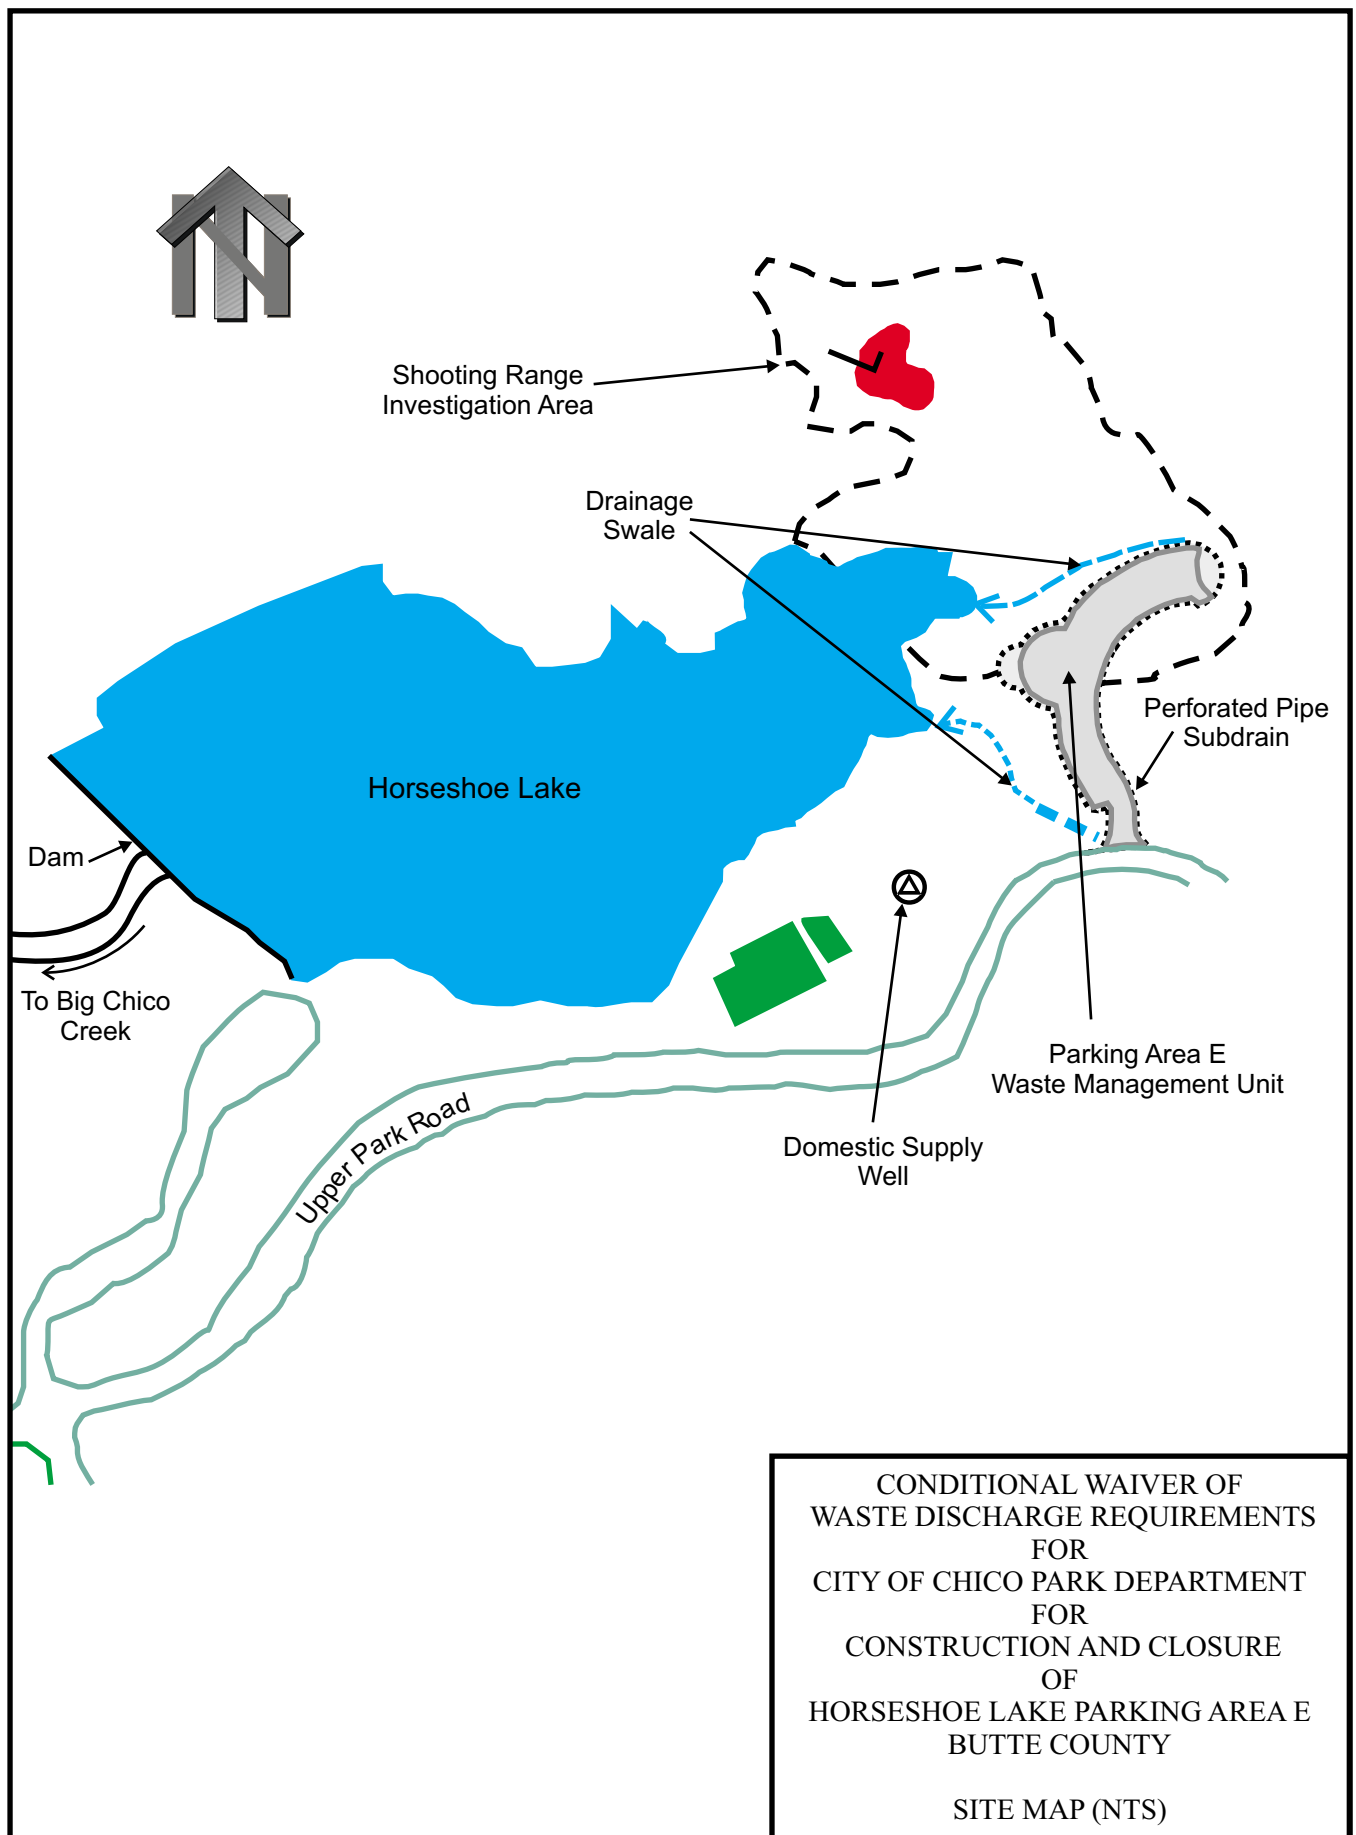 N
Shooting Range
Investigation Area
Drainage
Swale
Perforated Pipe
Subdrain
Horseshoe Lake
Dam
To Big Chico
Creek
Parking Area E
Waste Management Unit
Upper Park Road
Domestic Supply
Well
CONDITIONAL WAIVER OF
WASTE DISCHARGE REQUIREMENTS
FOR
CITY OF CHICO PARK DEPARTMENT
FOR
CONSTRUCTION AND CLOSURE
OF
HORSESHOE LAKE PARKING AREA E
BUTTE COUNTY
SITE MAP (NTS)